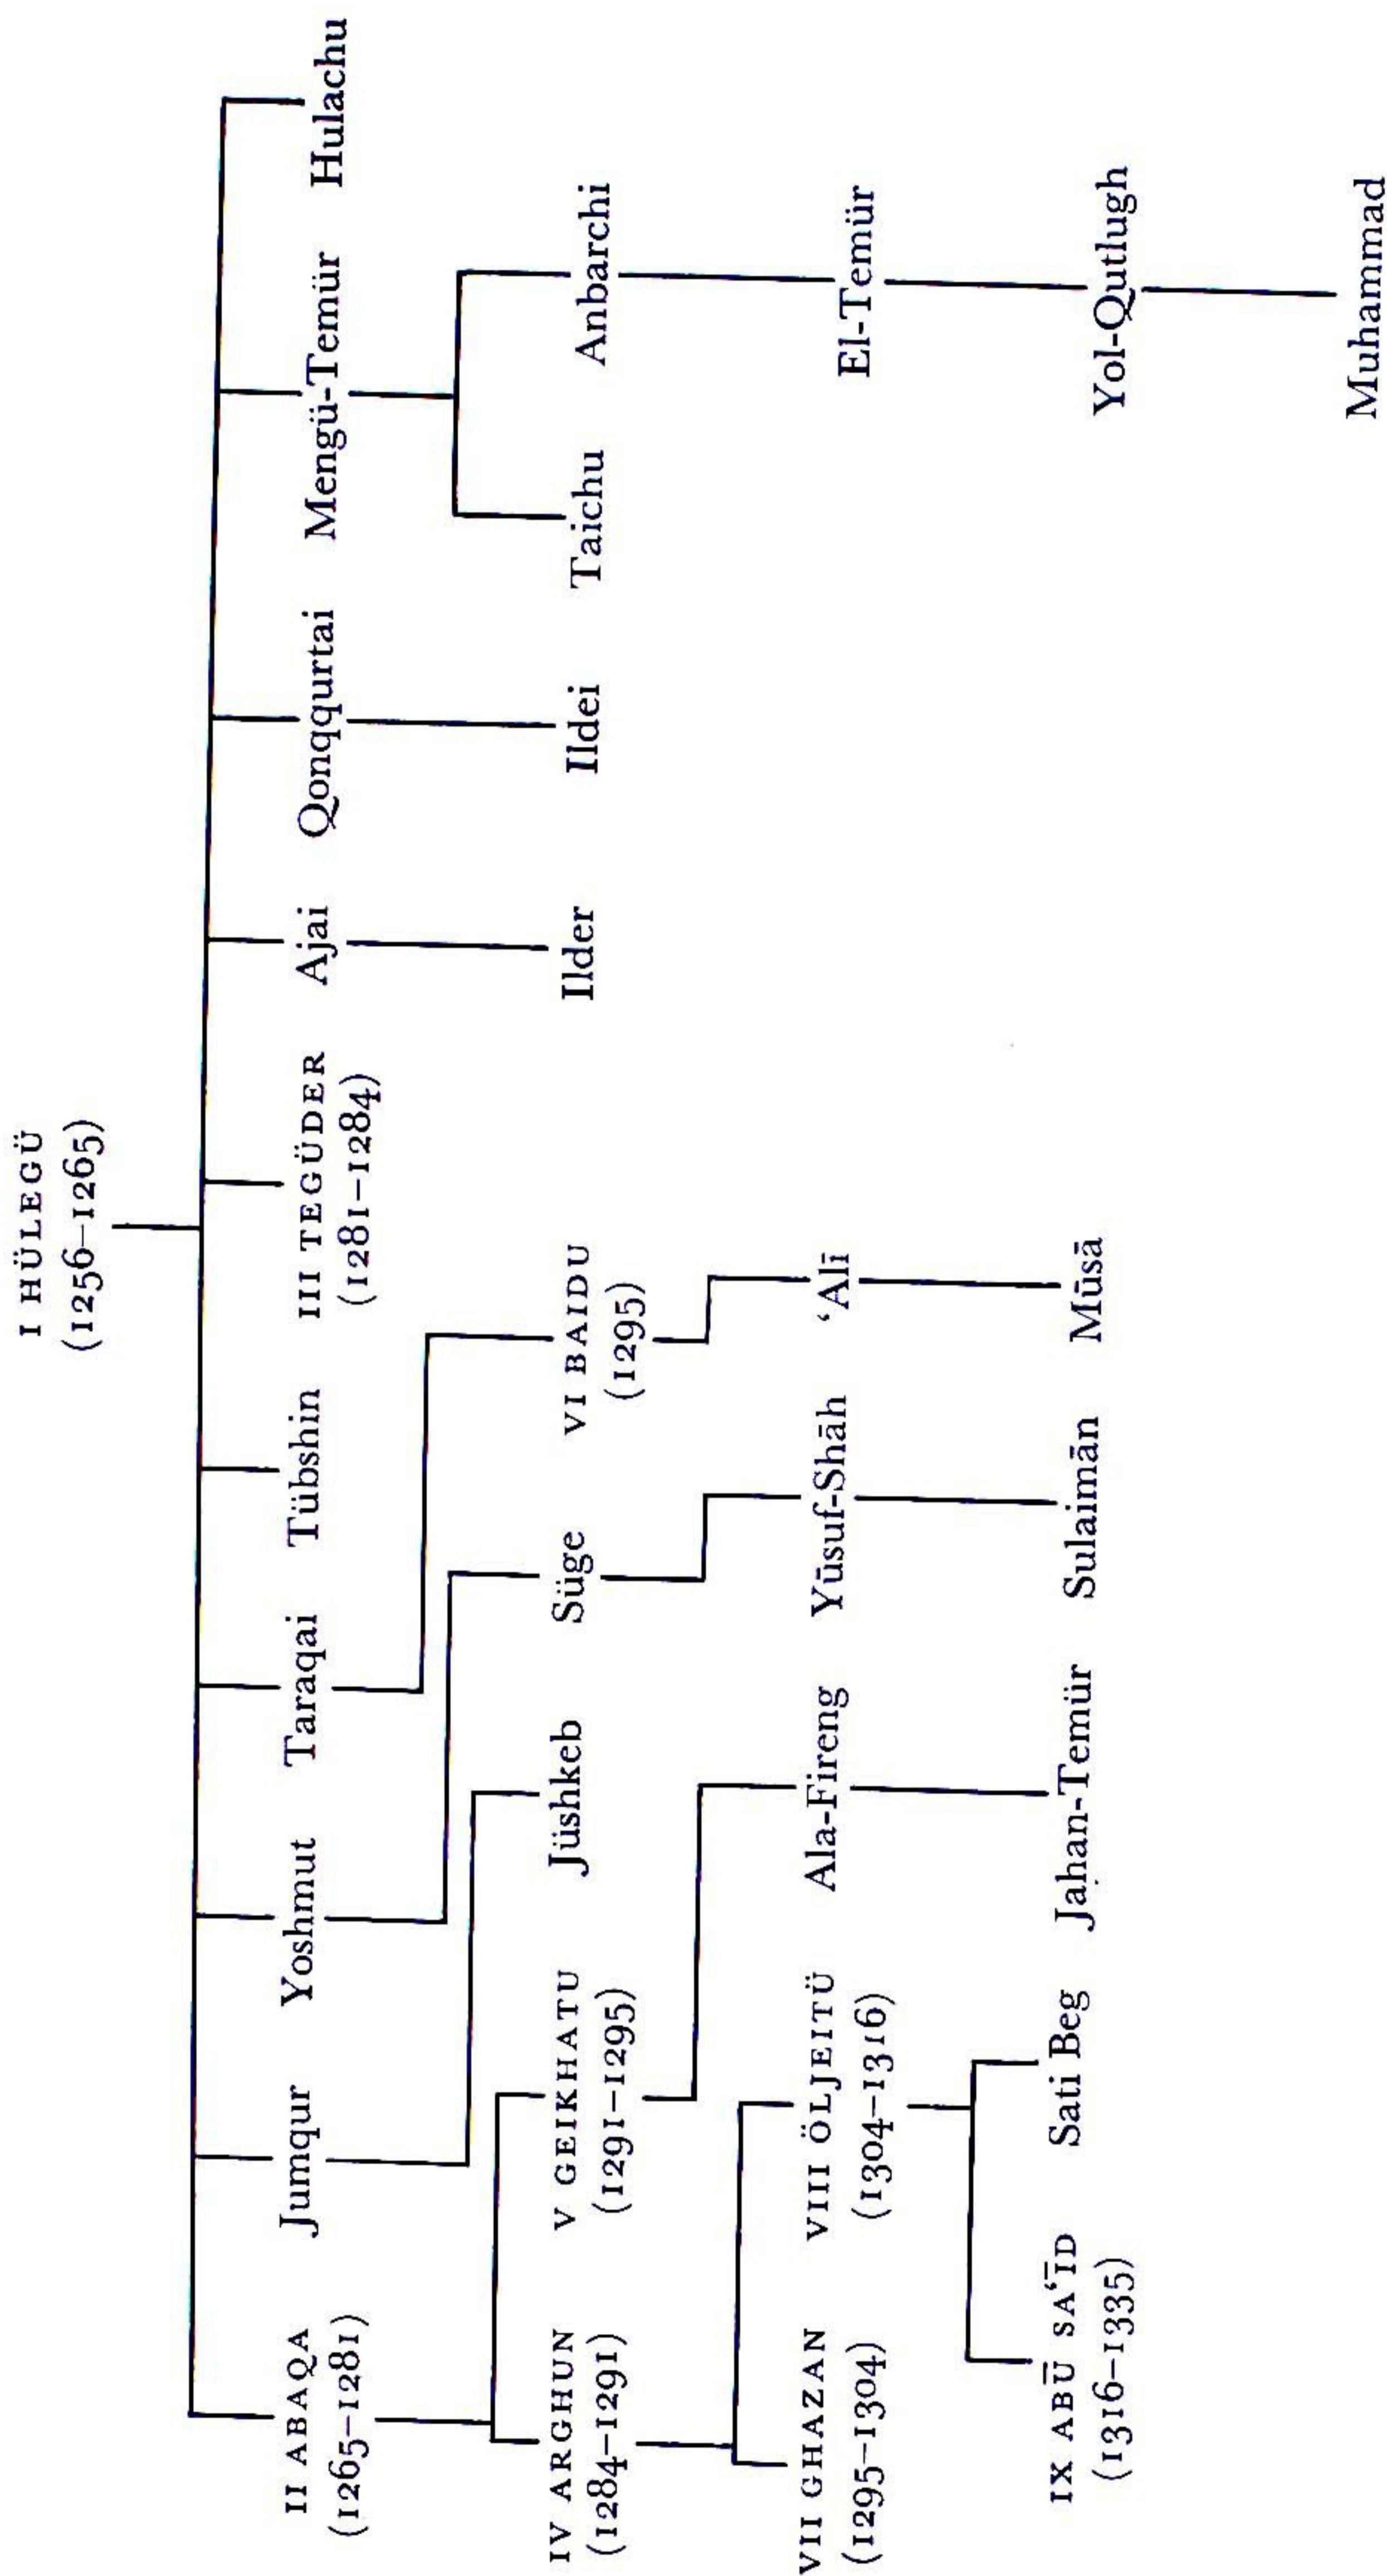 I HÜLEGÜ
(1256–1265)
II ABAQA
(1265–1281)
Jumqur
Yoshmut
Taraqai
Tübshin
III TEGÜDER
(1281–1284)
Ajai
Qonqqurtai
Mengü-Temür
Hulachu
IV ARGHUN
(1284–1291)
V GEIKHATU
(1291–1295)
Jüshkeb
Süge
VI BAIDU
(1295)
Ilder
Ildei
Taichu
Anbarchi
VII GHAZAN
(1295–1304)
VIII ÖLJEITÜ
(1304–1316)
Ala-Fireng
Yūsuf-Shāh
ʻAlī
El-Temür
IX ABŪ SAʻĪD
(1316–1335)
Sati Beg
Jahan-Temür
Sulaimān
Mūsā
Yol-Qutlugh
Muhammad